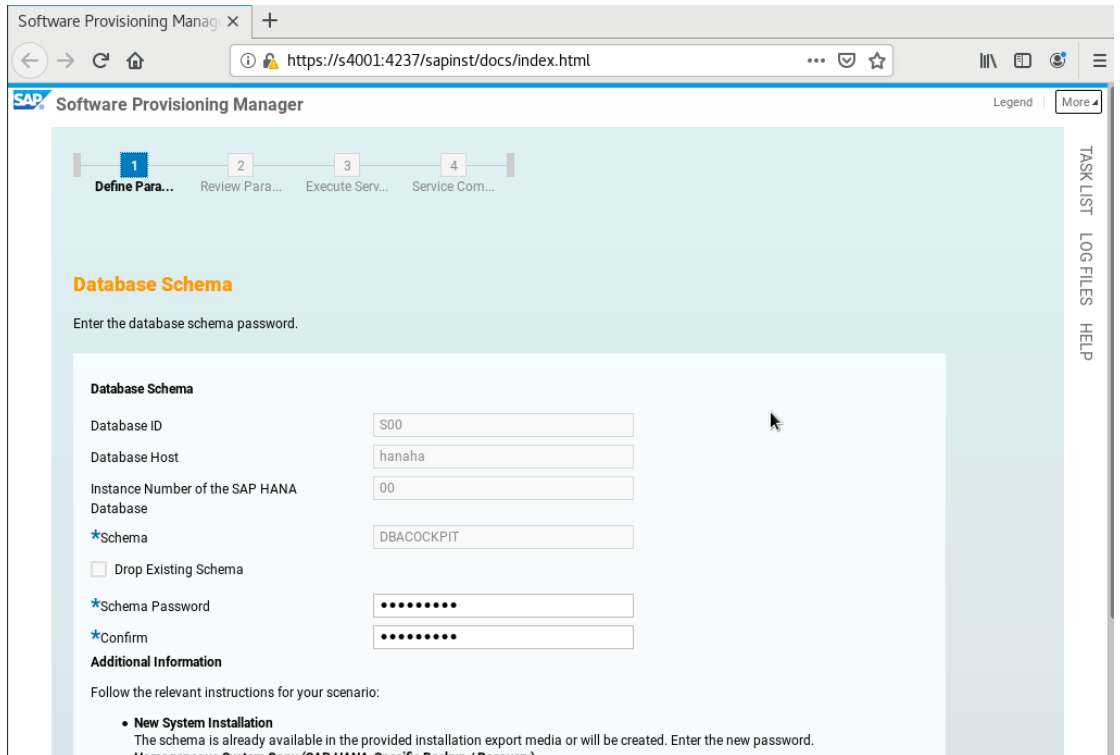 Software Provisioning Manag
https://s4001:4237/sapinst/docs/index.html
SAP Software Provisioning Manager
Legend
More
1
2
3
4
Define Para...
Review Para...
Execute Serv...
Service Com...
TASK LIST
LOG FILES
HELP
Database Schema
Enter the database schema password.
Database Schema
Database ID
S00
Database Host
hanaha
Instance Number of the SAP HANA
Database
00
*Schema
DBACOCKPIT
Drop Existing Schema
*Schema Password
•••••••••
*Confirm
•••••••••
Additional Information
Follow the relevant instructions for your scenario:
• New System Installation
The schema is already available in the provided installation export media or will be created. Enter the new password.